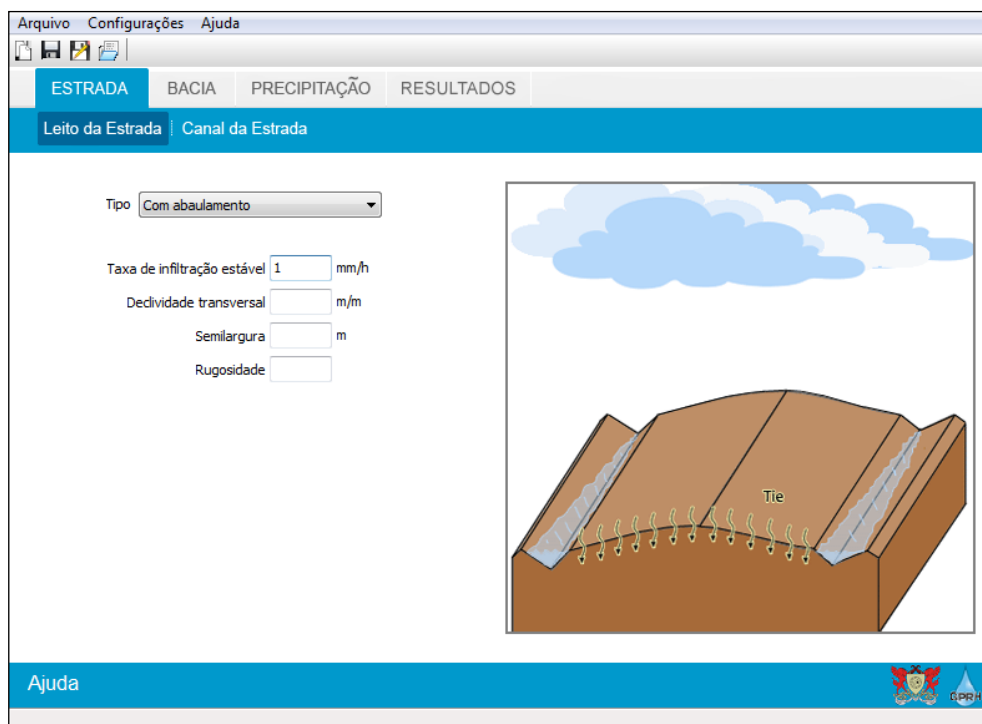 Arquivo Configurações Ajuda
ESTRADA BACIA PRECIPITAÇÃO RESULTADOS
Leito da Estrada Canal da Estrada
Tipo Com abaulamento
Taxa de infiltração estável 1 mm/h
Declividade transversal m/m
Semilargura m
Rugosidade
Tie
Ajuda
GPRH